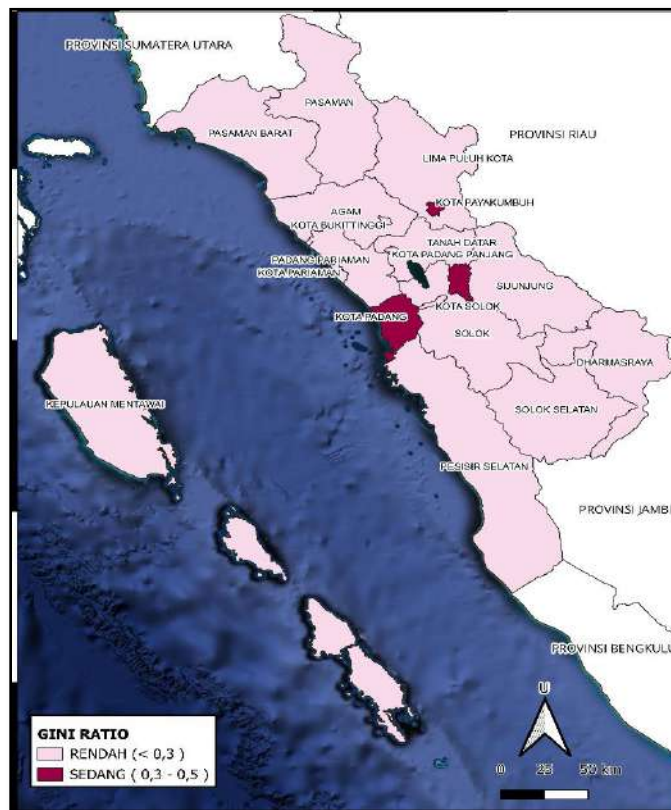 PROVINSI SUMATERA UTARA
PASAMAN
PASAMAN BARAT
PROVINSI RIAU
LIMA PULUH KOTA
KOTA PAYAKUMBUH
AGAM
KOTA BUKITTINGGI
TANAH DATAR
KOTA PADANG PANJANG
PADANG PARIAMAN
KOTA PARIAMAN
SIJUNJUNG
KOTA SOLOK
KOTA PADANG
SOLOK
DHARMASRAYA
KEPULAUAN MENTAWAI
SOLOK SELATAN
PESISIR SELATAN
PROVINSI JAMBI
PROVINSI BENGKULU
U
GINI RATIO
RENDAH (< 0,3 )
SEDANG ( 0,3 - 0,5 )
0 25 50 km